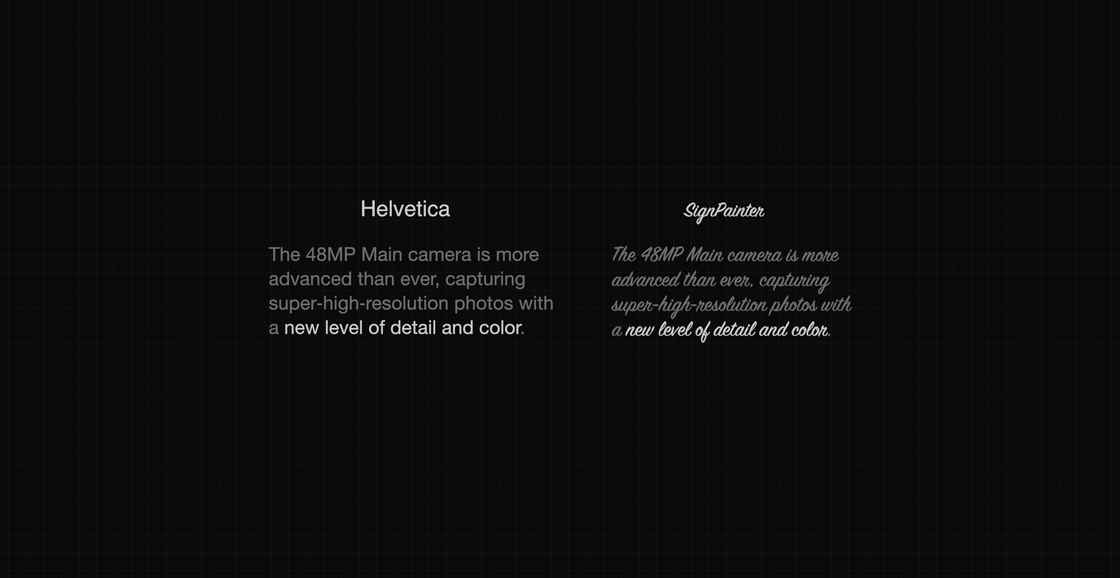 Helvetica
The 48MP Main camera is more
advanced than ever, capturing
super-high-resolution photos with
a new level of detail and color.
SignPainter
The 48MP Main camera is more
advanced than ever, capturing
super-high-resolution photos with
a new level of detail and color.